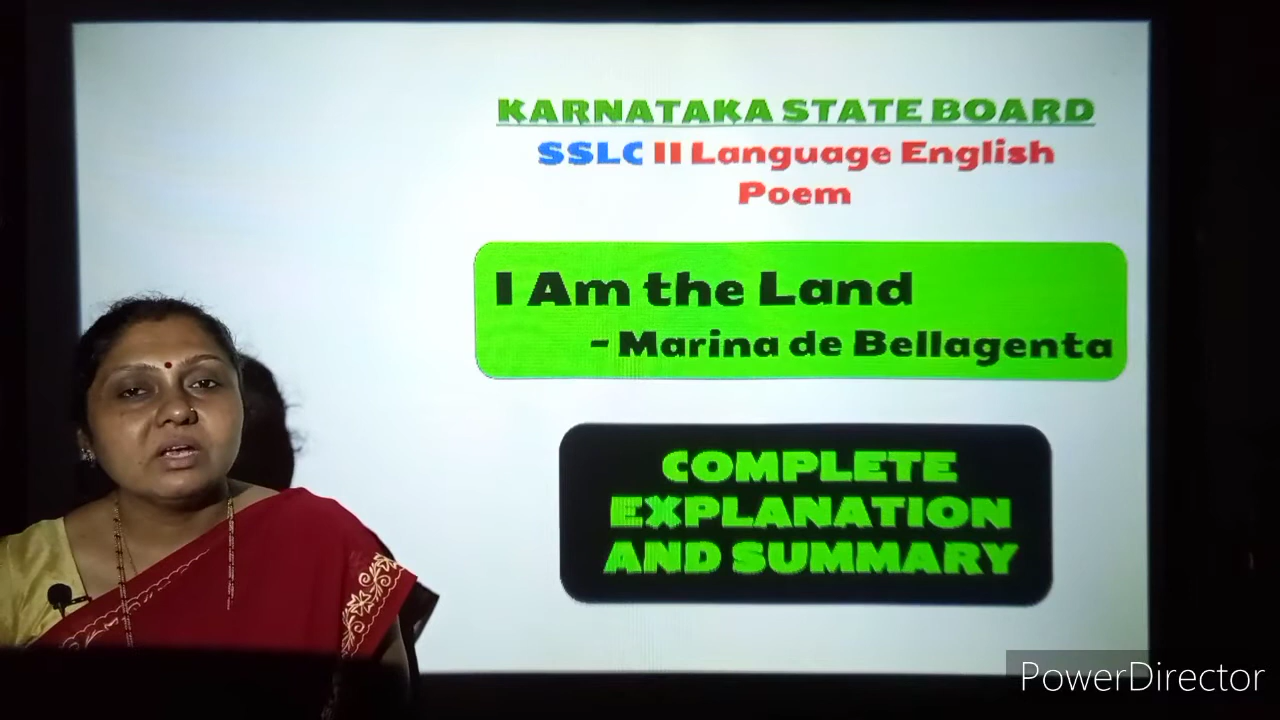 KARNATAKA STATE BOARD
SSLC II Language English
Poem
I Am the Land
- Marina de Bellagenta
COMPLETE
EXPLANATION
AND SUMMARY
PowerDirector